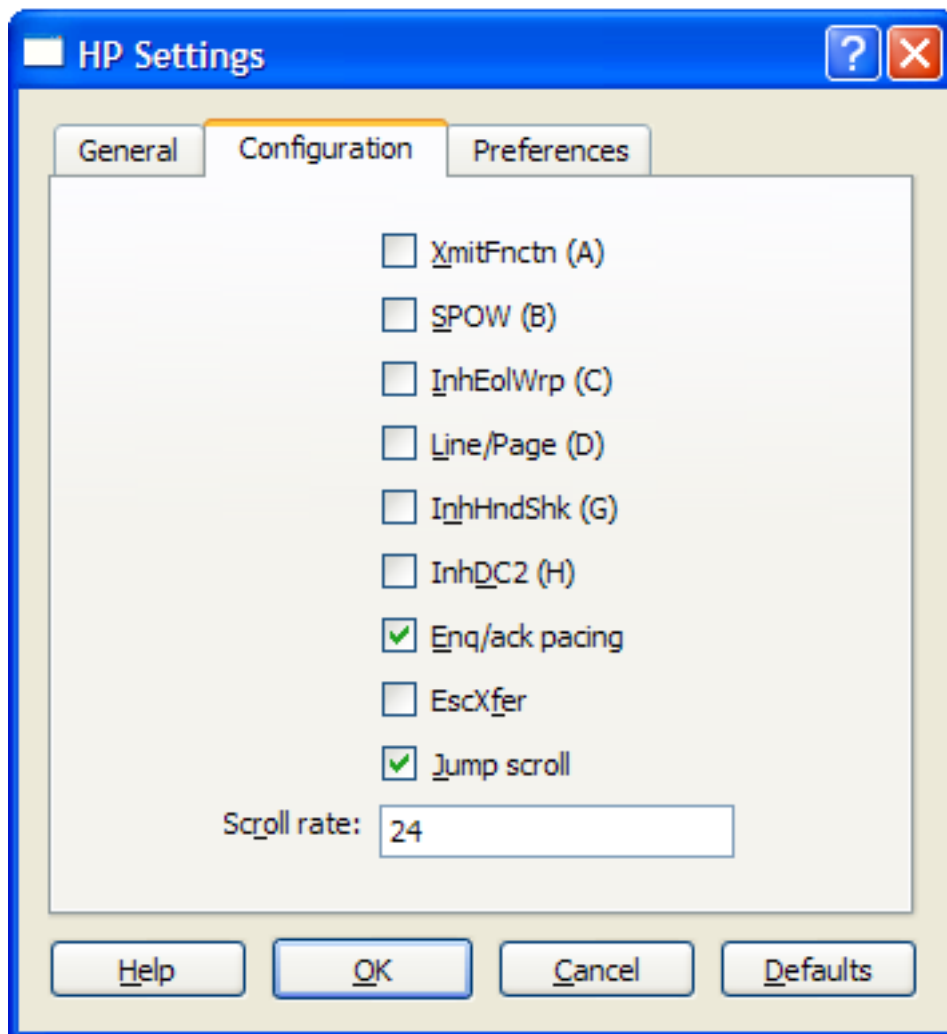 HP Settings
General Configuration Preferences
XmitFnctn (A)
SPOW (B)
InhEolWrp (C)
Line/Page (D)
InhHndShk (G)
InhDC2 (H)
Enq/ack pacing
EscXfer
Jump scroll
Scroll rate: 24
Help OK Cancel Defaults